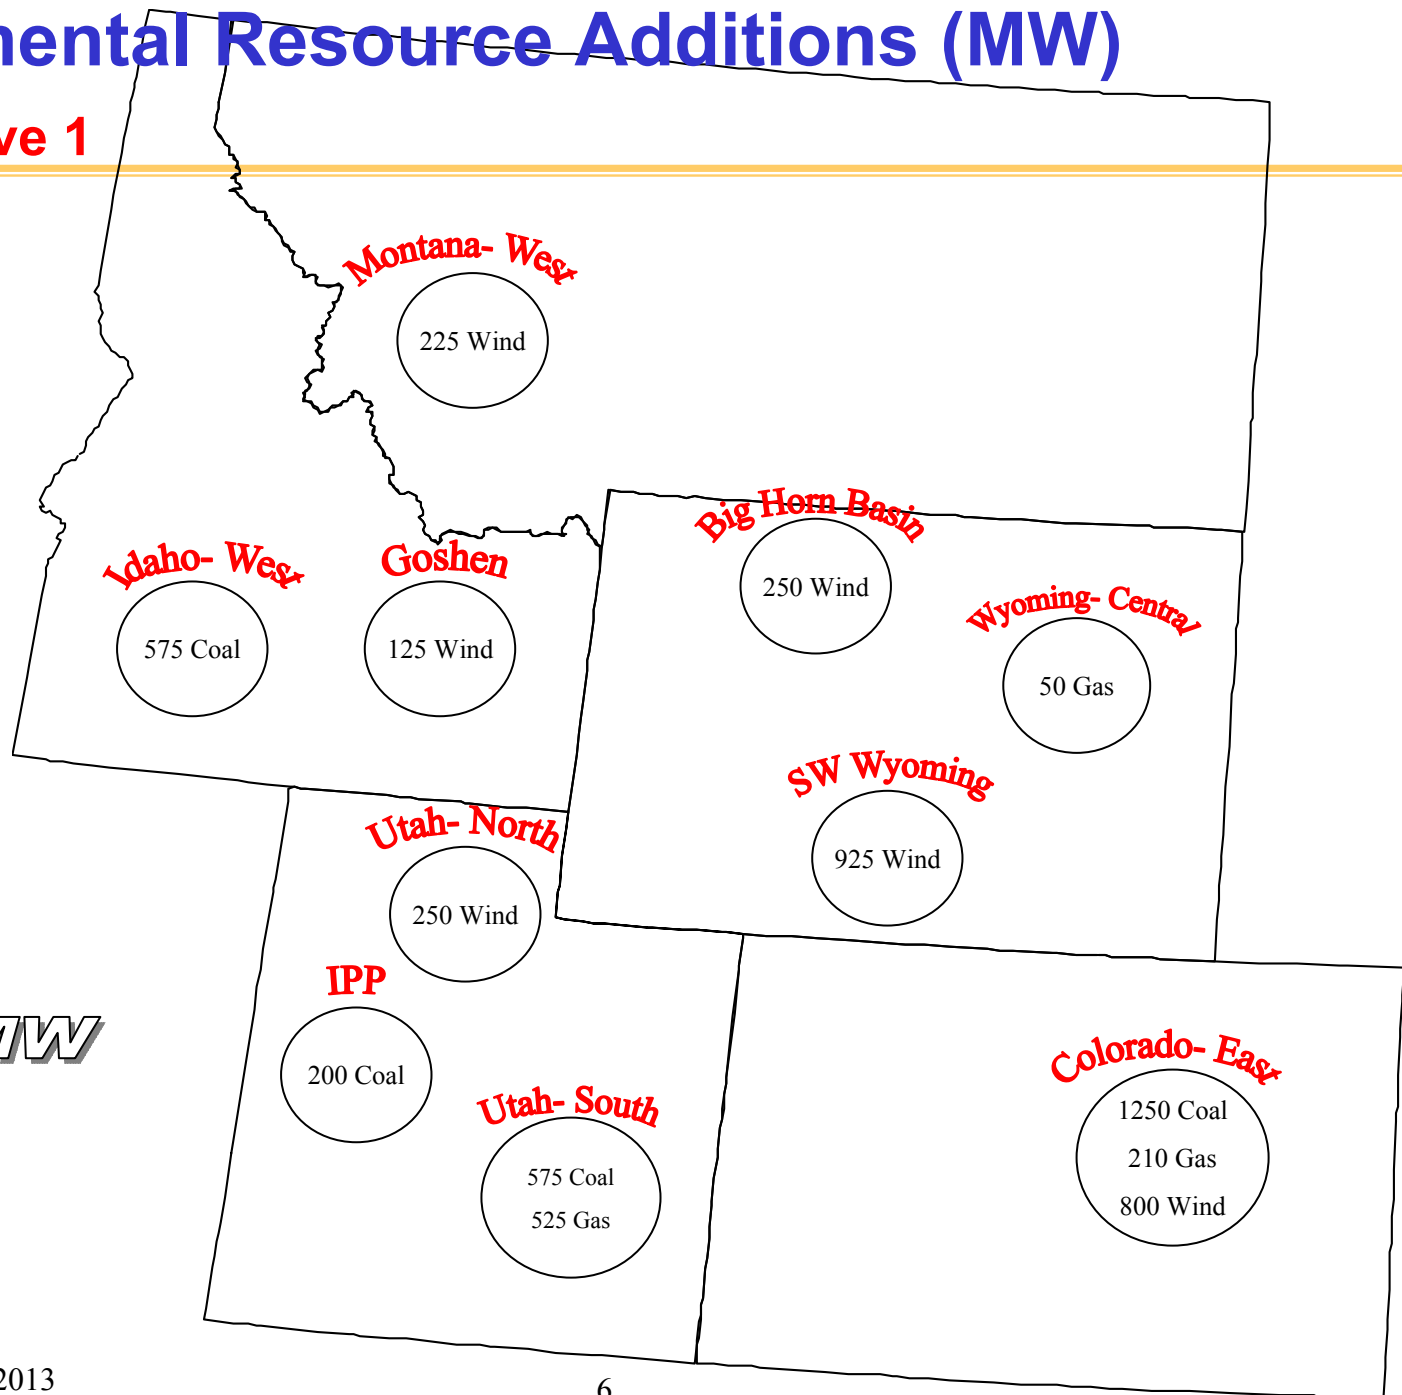 mental Resource Additions (MW)
ve 1
Montana- West
225 Wind
Big Horn Basin
250 Wind
Idaho- West
575 Coal
Goshen
125 Wind
Wyoming- Central
50 Gas
SW Wyoming
925 Wind
Utah- North
250 Wind
IPP
200 Coal
MW
Colorado- East
1250 Coal
210 Gas
800 Wind
Utah- South
575 Coal
525 Gas
2013
6